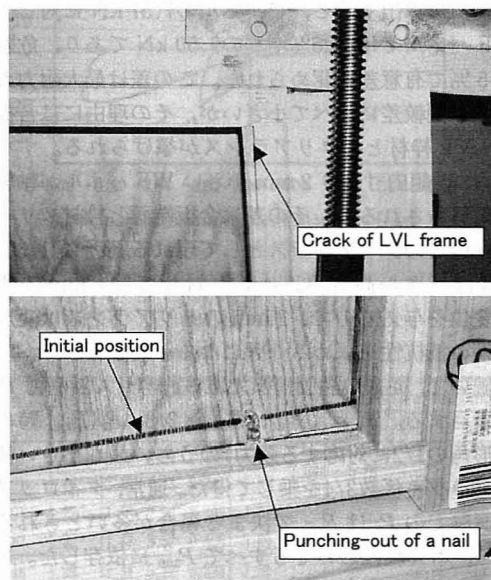 Crack of LVL frame
Initial position
Punching-out of a nail